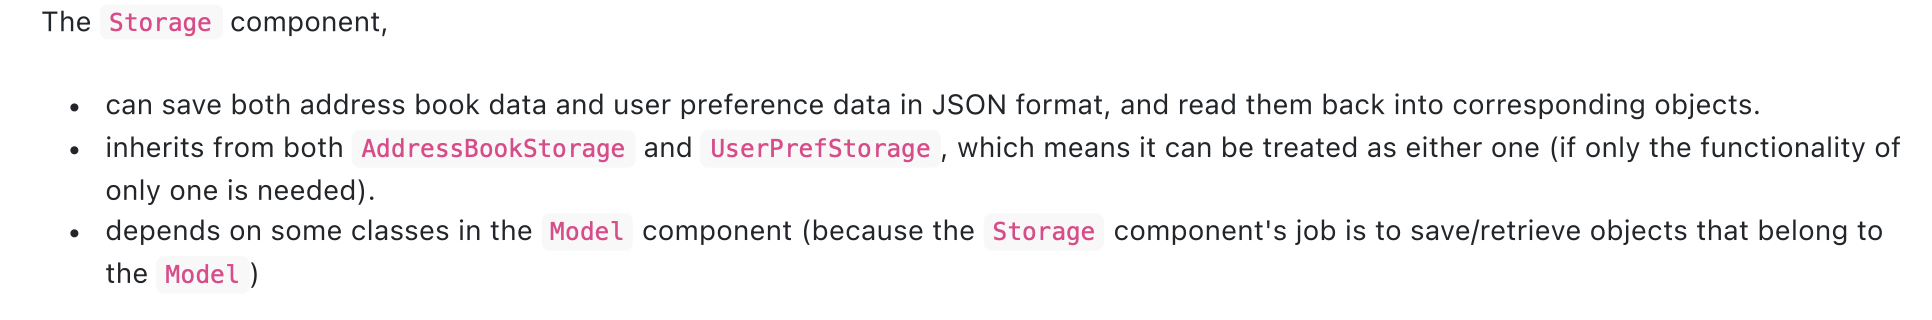 The Storage component,
• can save both address book data and user preference data in JSON format, and read them back into corresponding objects.
• inherits from both AddressBookStorage and UserPrefStorage, which means it can be treated as either one (if only the functionality of
only one is needed).
• depends on some classes in the Model component (because the Storage component's job is to save/retrieve objects that belong to
the Model)